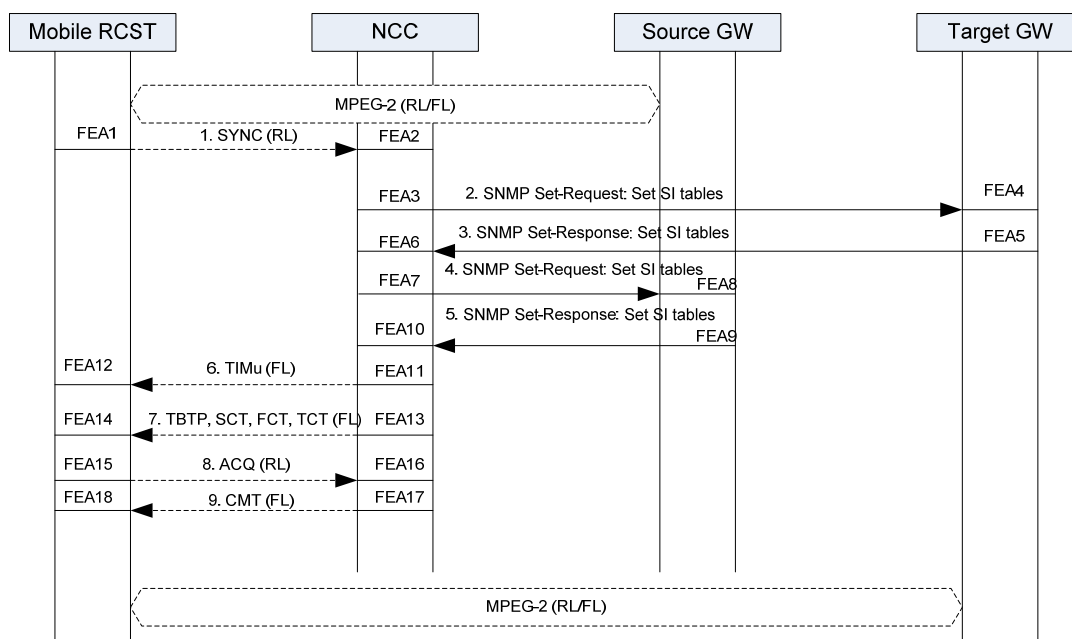 Mobile RCST
NCC
Source GW
Target GW
MPEG-2 (RL/FL)
FEA1
1. SYNC (RL)
FEA2
FEA3
2. SNMP Set-Request: Set SI tables
FEA4
FEA6
3. SNMP Set-Response: Set SI tables
FEA5
FEA7
4. SNMP Set-Request: Set SI tables
FEA8
FEA10
5. SNMP Set-Response: Set SI tables
FEA9
FEA12
6. TIMu (FL)
FEA11
FEA14
7. TBTP, SCT, FCT, TCT (FL)
FEA13
FEA15
8. ACQ (RL)
FEA16
FEA18
9. CMT (FL)
FEA17
MPEG-2 (RL/FL)